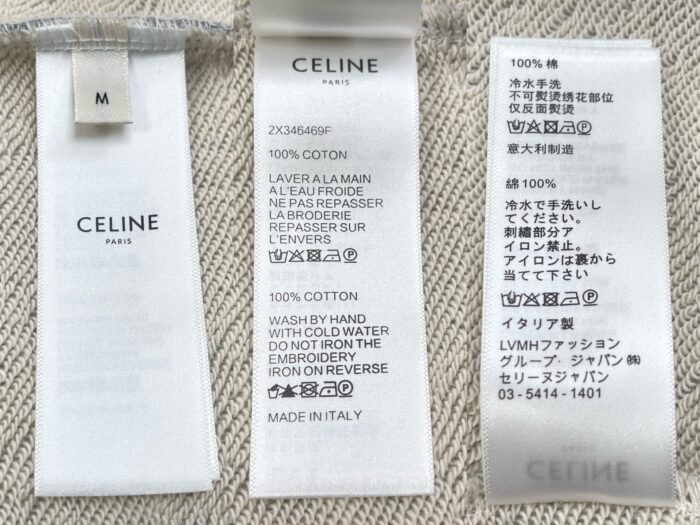 M
CELINE
PARIS
CELINE
PARIS
2X346469F
100% COTON
LAVER A LA MAIN
A L'EAU FROIDE
NE PAS REPASSER
LA BRODERIE
REPASSER SUR
L'ENVERS
100% COTTON
WASH BY HAND
WITH COLD WATER
DO NOT IRON THE
EMBROIDERY
IRON ON REVERSE
MADE IN ITALY
100% 棉
冷水手洗
不可熨烫绣花部位
仅反面熨烫
意大利制造
綿 100%
冷水で手洗いし
てください。
刺繍部分ア
イロン禁止。
アイロンは裏から
当てて下さい
イタリア製
LVMHファッション
グループ ジャパン ㈱
セリーヌジャパン
03-5414-1401
CELINE